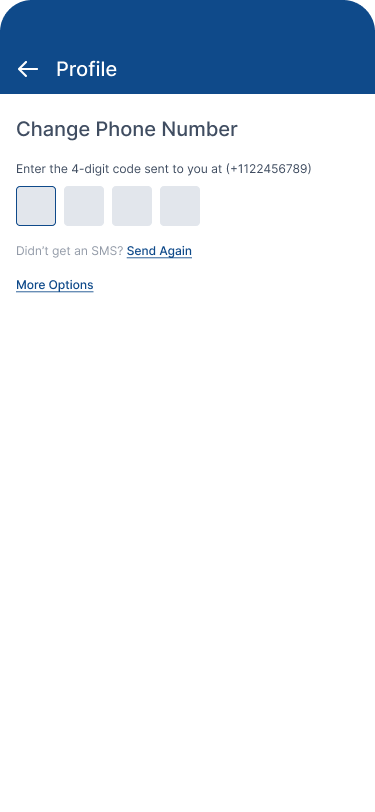 Profile
Change Phone Number
Enter the 4-digit code sent to you at (+1122456789)
Didn't get an SMS? Send Again
More Options